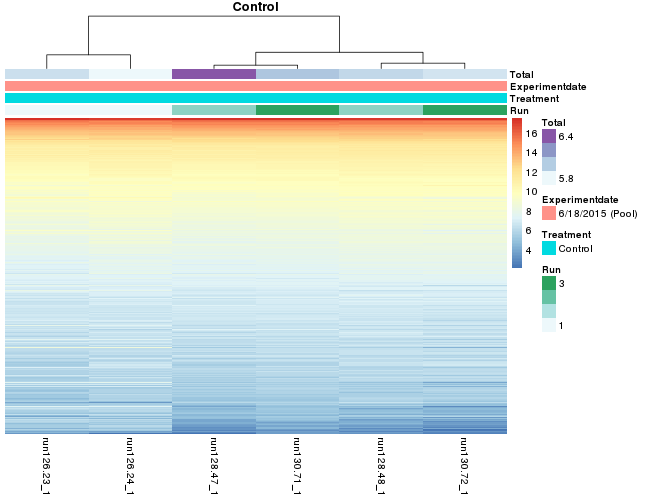 Control
Total
Experimentdate
Treatment
Run
16
14
12
10
8
6
4
Total
6.4
5.8
Experimentdate
6/18/2015 (Pool)
Treatment
Control
Run
3
1
run126.23_1
run126.24_1
run128.47_1
run130.71_1
run128.48_1
run130.72_1